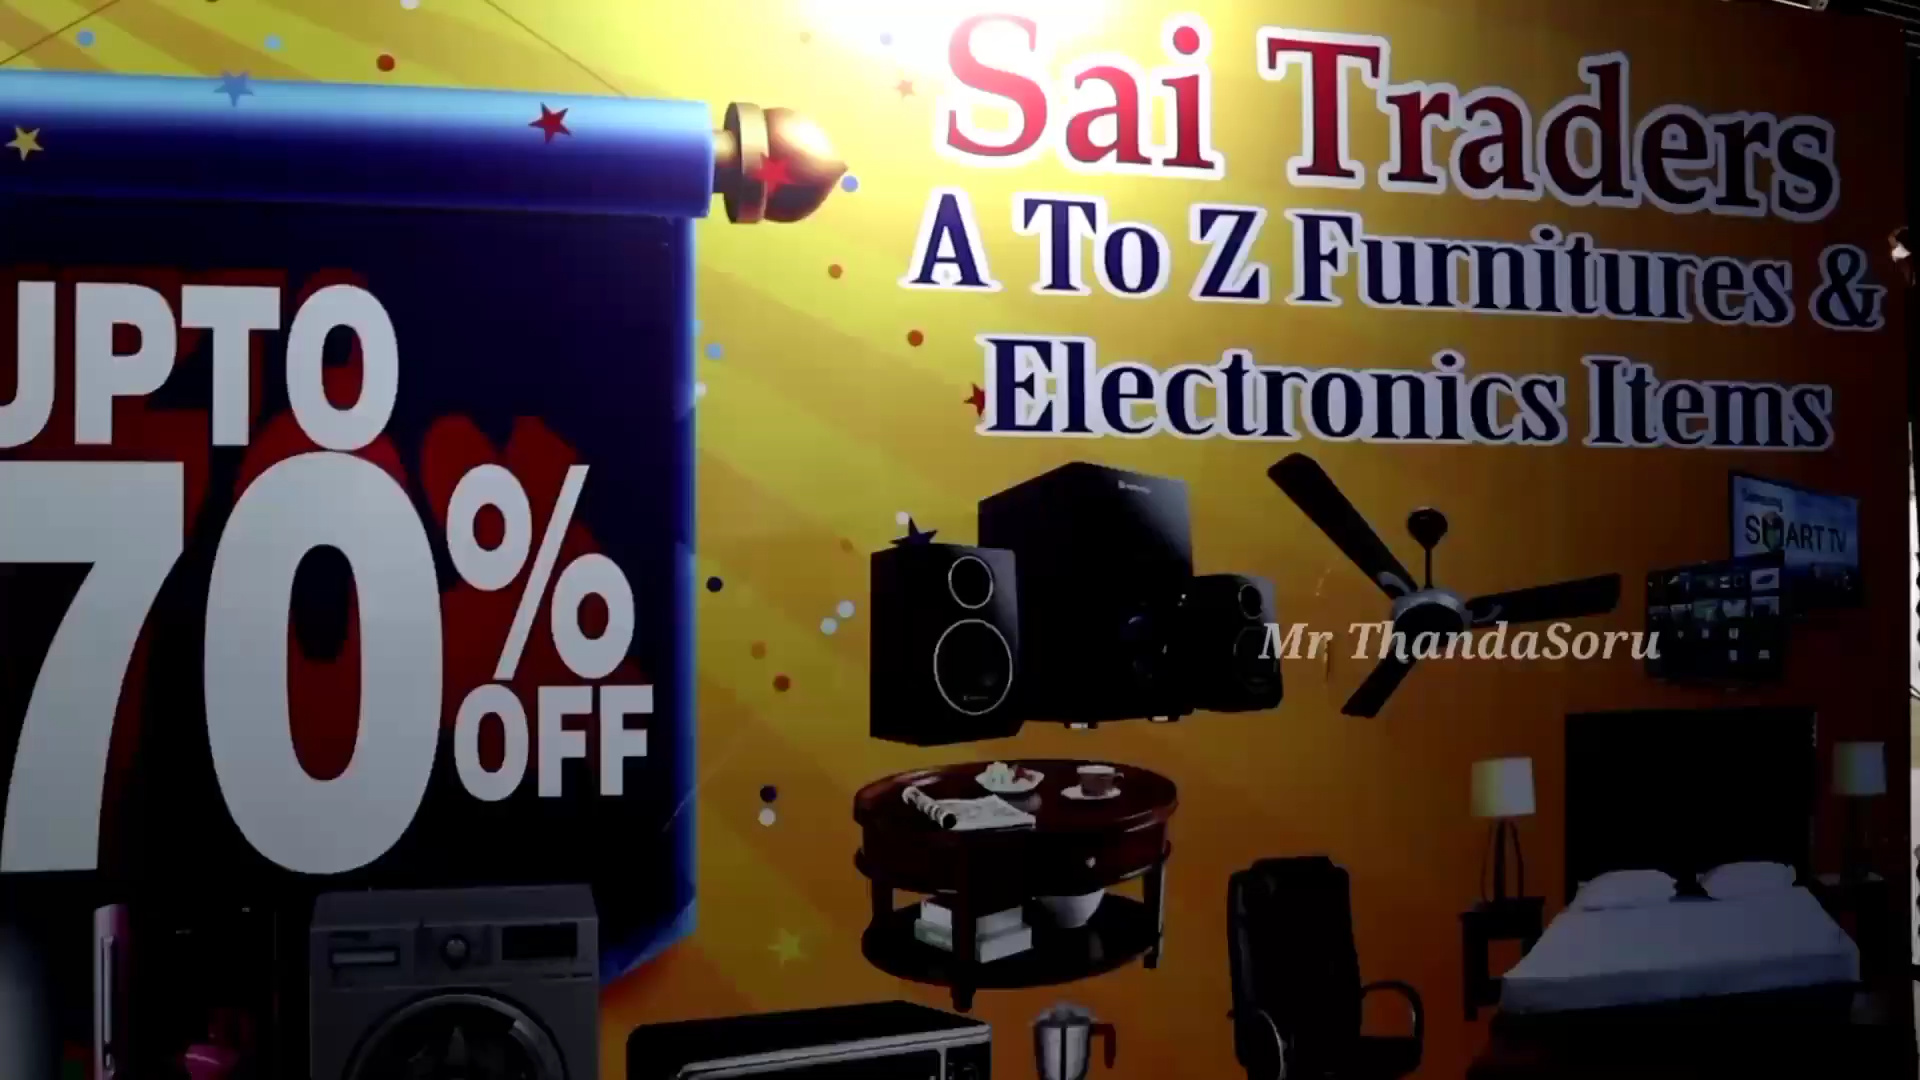 Sai Traders
A To Z Furnitures &
Electronics Items
UPTO
70%
OFF
SMART TV
Mr ThandaSoru